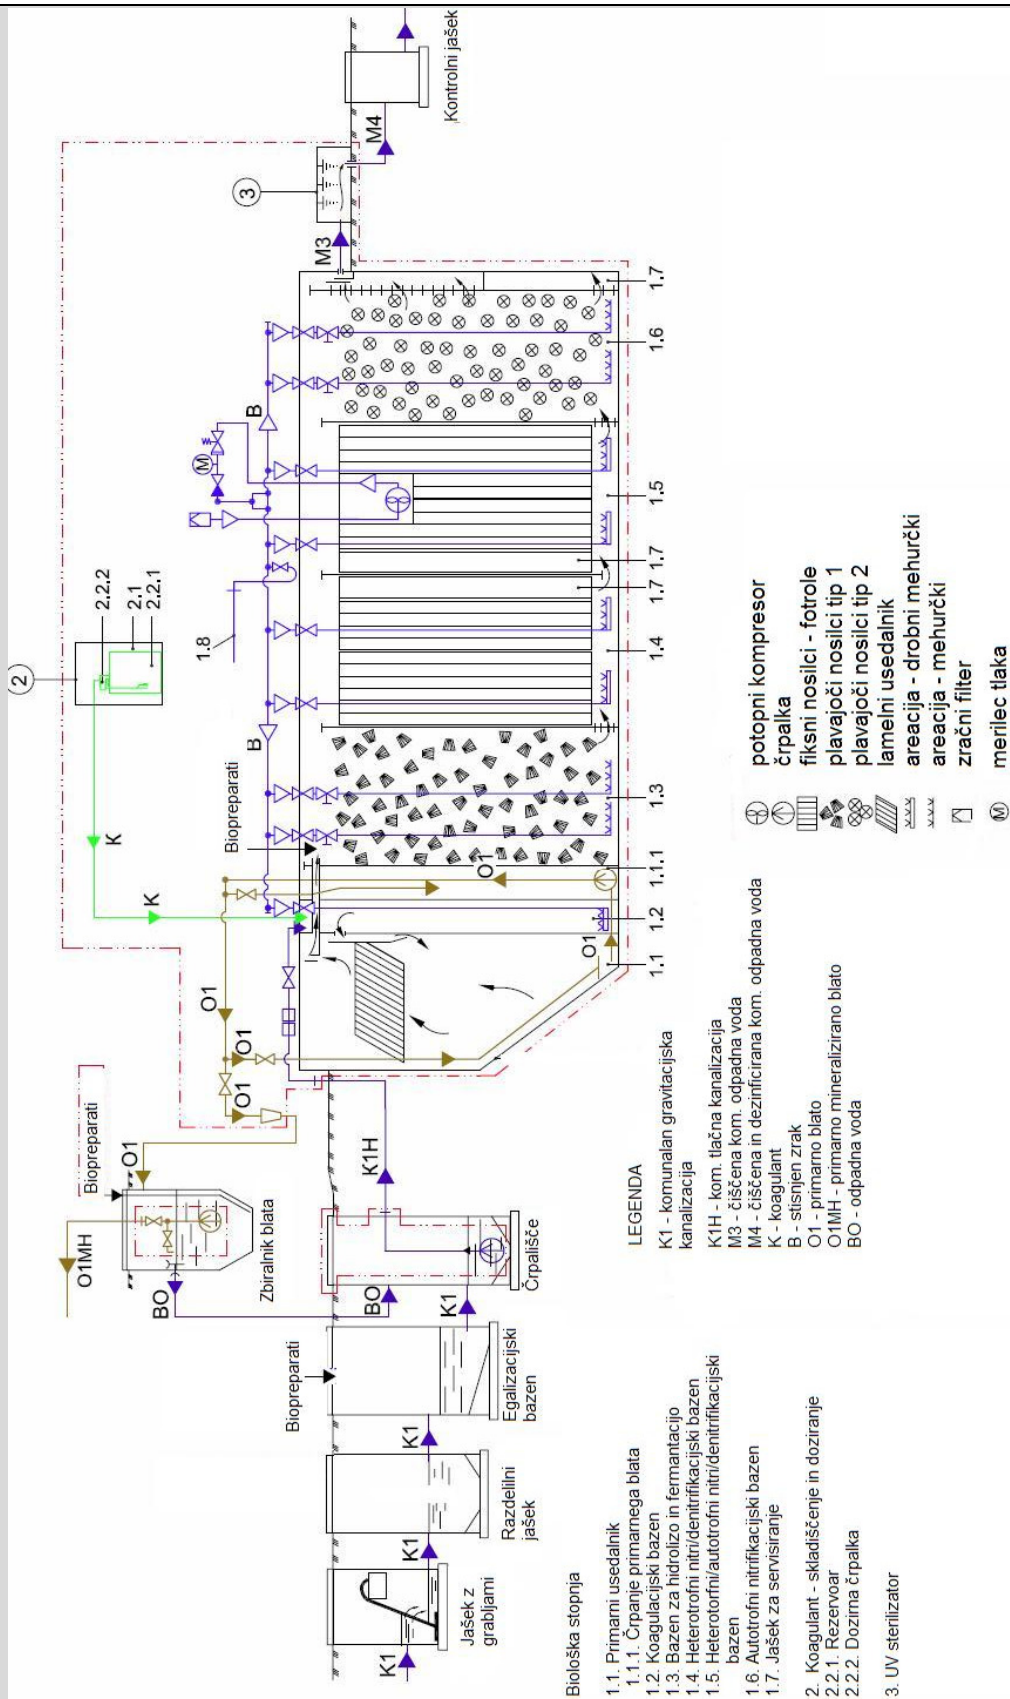 K1
Jašek z
grabljami
K1
Razdelilni
jašek
K1
Biopreparati
Egalizacijski
bazen
K1
BO
Črpališče
K1H
O1MH
BO
Biopreparati
Zbiralnik blata
O1
O1
O1
O1
K
K
2
2.2.2
2.1
2.2.1
Biopreparati
B
1.8
B
M
O1
O1
1.1
1.2
1.1.1
1.3
1.4
1.7
1.7
1.5
1.6
1.7
M3
3
M4
Kontrolni jašek
Biološka stopnja
1.1. Primarni usedalnik
1.1.1. Črpanje primarnega blata
1.2. Koagulacijski bazen
1.3. Bazen za hidrolizo in fermantacijo
1.4. Heterotrofni nitri/denitrifikacijski bazen
1.5. Heterotorfni/autotrofni nitri/denitrifikacijski
bazen
1.6. Autotrofni nitrifikacijski bazen
1.7. Jašek za servisiranje
2. Koagulant - skladiščenje in doziranje
2.2.1. Rezervoar
2.2.2. Dozirna črpalka
3. UV sterilizator
LEGENDA
K1 - komunalan gravitacijska
kanalizacija
K1H - kom. tlačna kanalizacija
M3 - čiščena kom. odpadna voda
M4 - čiščena in dezinficirana kom. odpadna voda
K - koagulant
B - stisnjen zrak
O1 - primarno blato
O1MH - primarno mineralizirano blato
BO - odpadna voda
potopni kompresor
črpalka
fiksni nosilci - fotrole
plavajoči nosilci tip 1
plavajoči nosilci tip 2
lamelni usedalnik
areacija - drobni mehurčki
areacija - mehurčki
zračni filter
M merilec tlaka